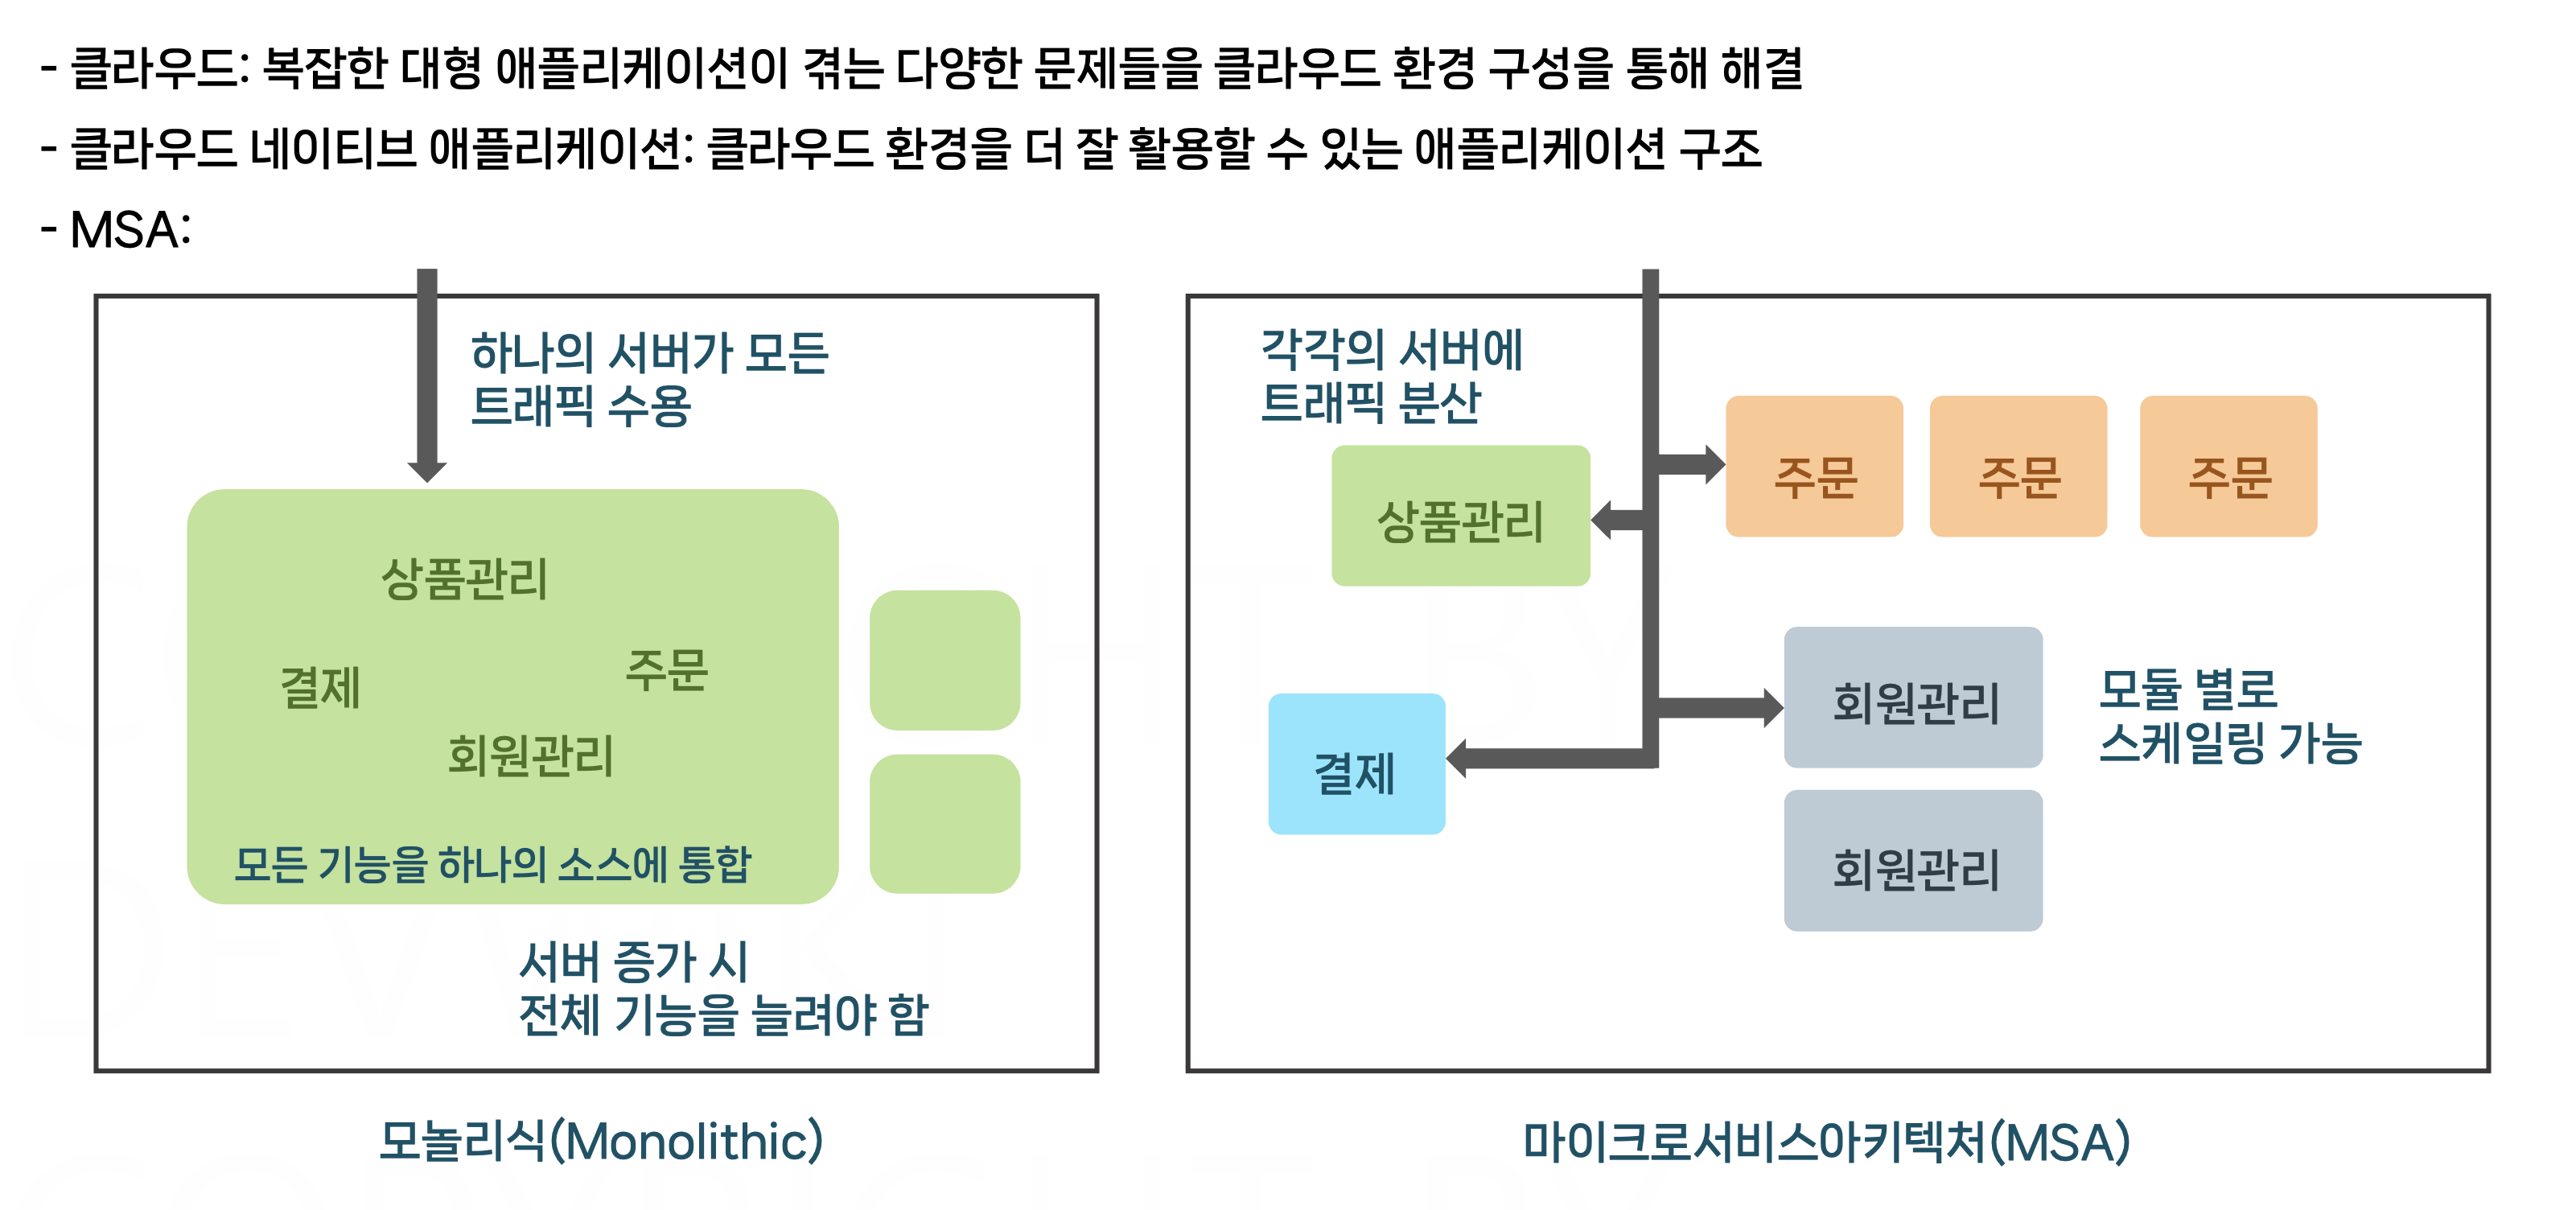 - 클라우드: 복잡한 대형 애플리케이션이 겪는 다양한 문제들을 클라우드 환경 구성을 통해 해결
- 클라우드 네이티브 애플리케이션: 클라우드 환경을 더 잘 활용할 수 있는 애플리케이션 구조
- MSA:
하나의 서버가 모든
트래픽 수용
상품관리
결제
주문
회원관리
모든 기능을 하나의 소스에 통합
서버 증가 시
전체 기능을 늘려야 함
모놀리식(Monolithic)
각각의 서버에
트래픽 분산
주문
주문
주문
상품관리
회원관리
모듈 별로
스케일링 가능
결제
회원관리
마이크로서비스아키텍처(MSA)